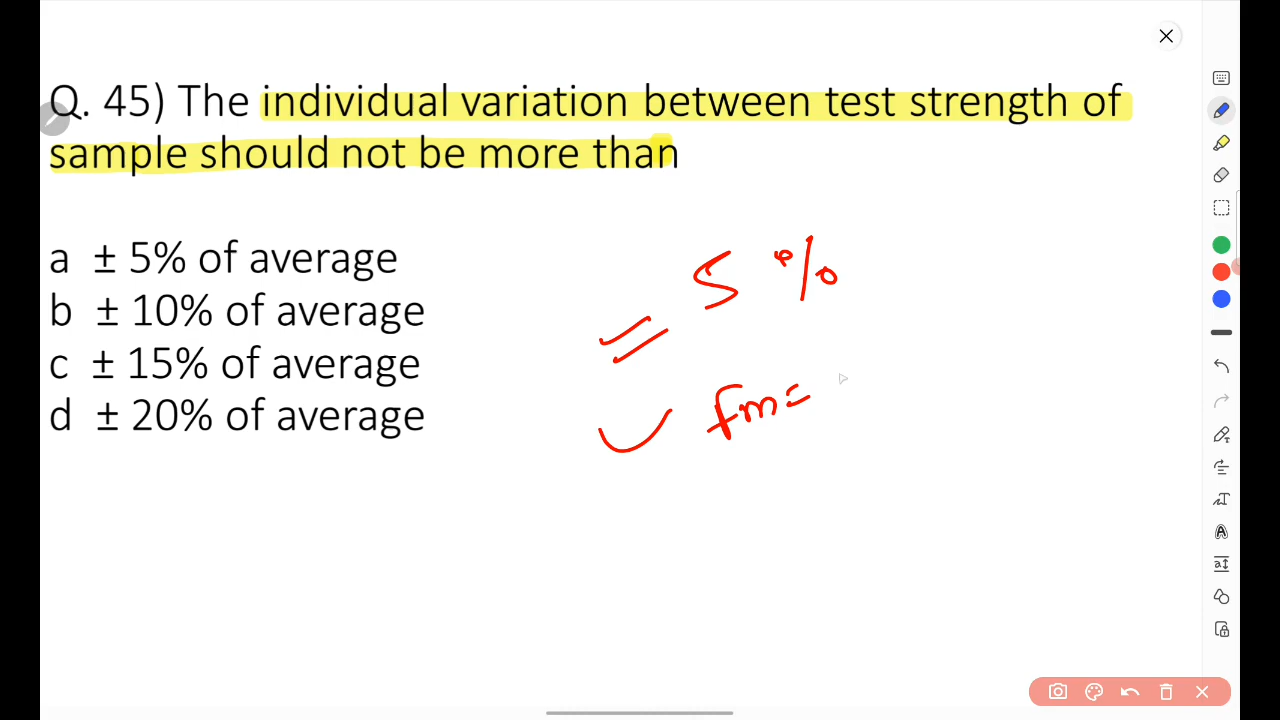 Q. 45) The individual variation between test strength of
sample should not be more than
a ± 5% of average
b ± 10% of average
c ± 15% of average
d ± 20% of average
5 %
fm=